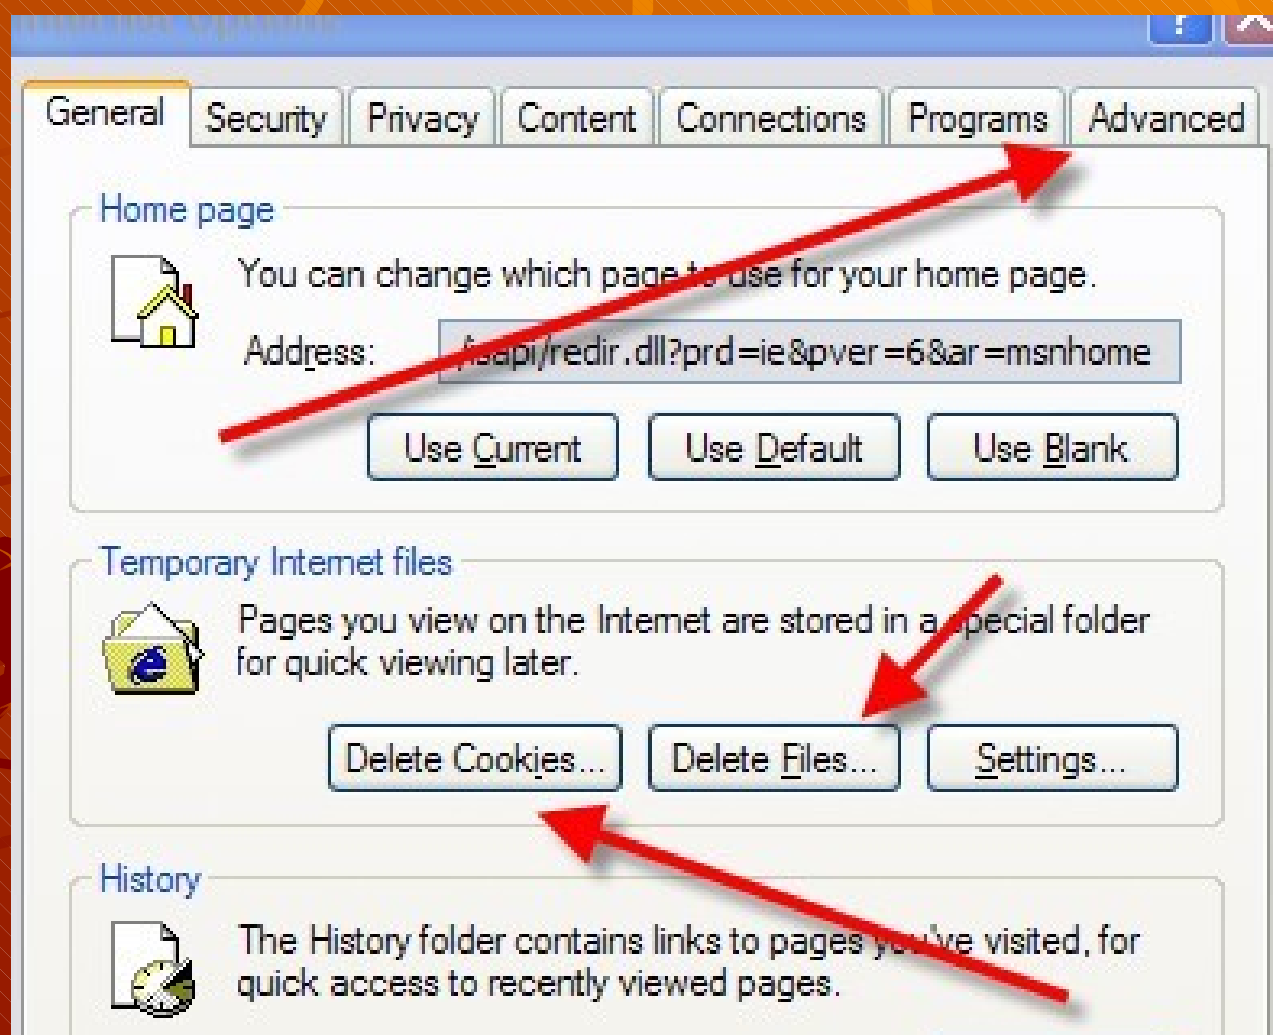 Internet Options
?
General Security Privacy Content Connections Programs Advanced
Home page
You can change which page to use for your home page.
Address: /isapi/redir.dll?prd=ie&pver=6&ar=msnhome
Use Current Use Default Use Blank
Temporary Internet files
Pages you view on the Internet are stored in a special folder
for quick viewing later.
Delete Cookies... Delete Files... Settings...
History
The History folder contains links to pages you've visited, for
quick access to recently viewed pages.